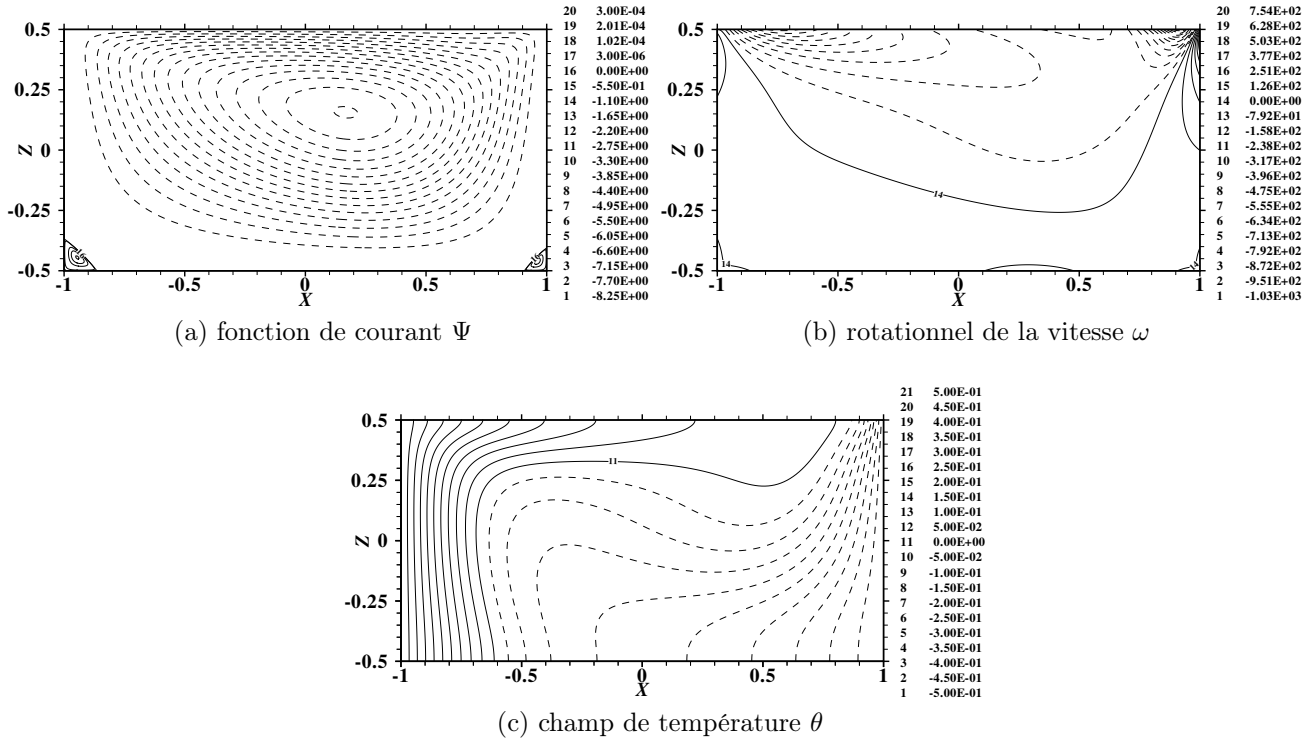 20 3.00E-04
19 2.01E-04
18 1.02E-04
17 3.00E-06
16 0.00E+00
15 -5.50E-01
14 -1.10E+00
13 -1.65E+00
12 -2.20E+00
11 -2.75E+00
10 -3.30E+00
9 -3.85E+00
8 -4.40E+00
7 -4.95E+00
6 -5.50E+00
5 -6.05E+00
4 -6.60E+00
3 -7.15E+00
2 -7.70E+00
1 -8.25E+00
0.5
0.25
0
-0.25
-0.5
Z
-1 -0.5 0 0.5 1
X
(a) fonction de courant Ψ
20 7.54E+02
19 6.28E+02
18 5.03E+02
17 3.77E+02
16 2.51E+02
15 1.26E+02
14 0.00E+00
13 -7.92E+01
12 -1.58E+02
11 -2.38E+02
10 -3.17E+02
9 -3.96E+02
8 -4.75E+02
7 -5.55E+02
6 -6.34E+02
5 -7.13E+02
4 -7.92E+02
3 -8.72E+02
2 -9.51E+02
1 -1.03E+03
0.5
0.25
0
-0.25
-0.5
Z
14
14
14
-1 -0.5 0 0.5 1
X
(b) rotationnel de la vitesse ω
21 5.00E-01
20 4.50E-01
19 4.00E-01
18 3.50E-01
17 3.00E-01
16 2.50E-01
15 2.00E-01
14 1.50E-01
13 1.00E-01
12 5.00E-02
11 0.00E+00
10 -5.00E-02
9 -1.00E-01
8 -1.50E-01
7 -2.00E-01
6 -2.50E-01
5 -3.00E-01
4 -3.50E-01
3 -4.00E-01
2 -4.50E-01
1 -5.00E-01
0.5
0.25
0
-0.25
-0.5
Z
11
-1 -0.5 0 0.5 1
X
(c) champ de température θ